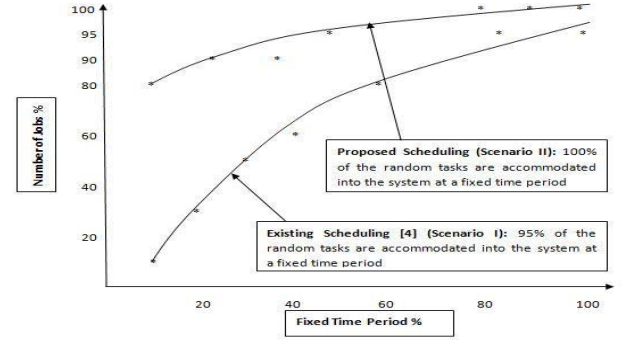 100
95
90
80
60
40
20
Number of Jobs %
Proposed Scheduling (Scenario II): 100%
of the random tasks are accommodated
into the system at a fixed time period
Existing Scheduling [4] (Scenario I): 95% of the
random tasks are accommodated into the system at
a fixed time period
20 40 60 80 100
Fixed Time Period %